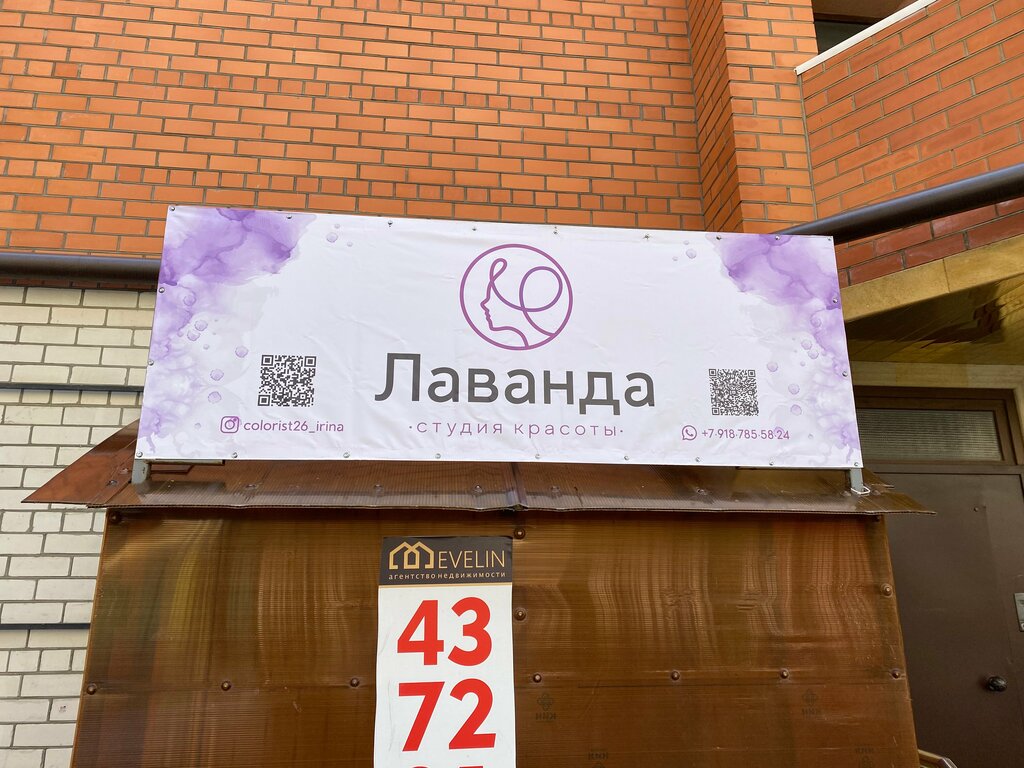 Лаванда
·студия красоты·
colorist26_irina
+7-918-785-58-24
EVELIN
агентство недвижимости
43
72